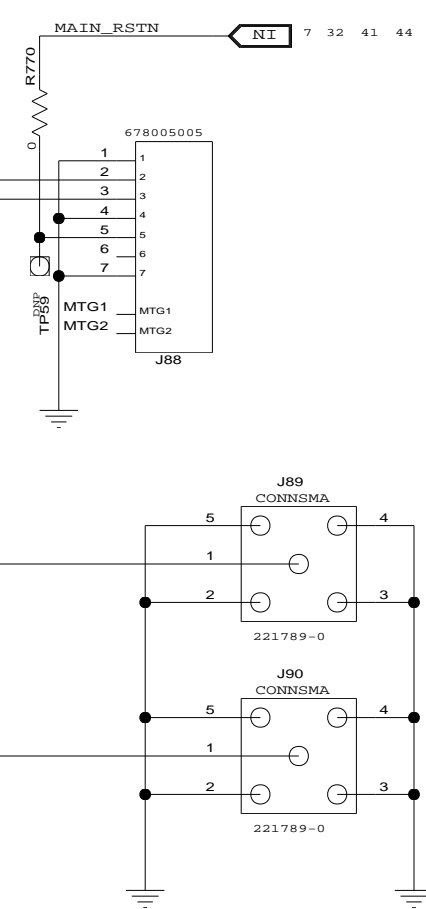 MAIN_RSTN
NI 7 32 41 44
R770
0
678005005
1 1
2 2
3 3
4 4
5 5
6 6
7 7
DNP
TP59
MTG1 MTG1
MTG2 MTG2
J88
J89
CONNSMA
5 4
1
2 3
221789-0
J90
CONNSMA
5 4
1
2 3
221789-0